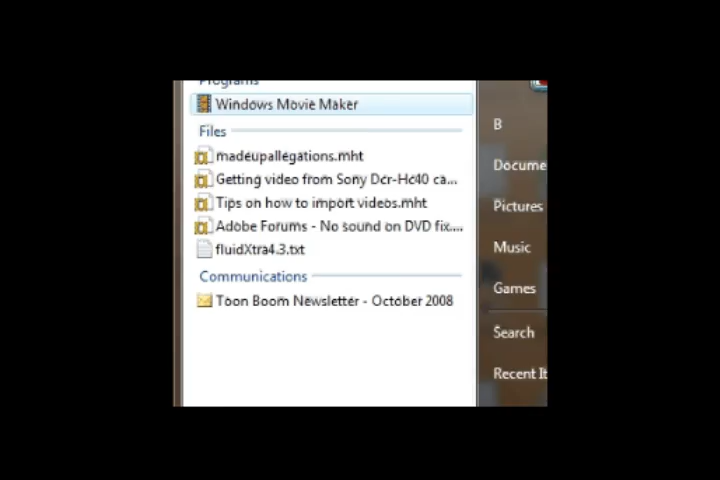 Programs
Windows Movie Maker
Files
madeupallegations.mht
Getting video from Sony Dcr-Hc40 ca...
Tips on how to import videos.mht
Adobe Forums - No sound on DVD fix....
fluidXtra4.3.txt
Communications
Toon Boom Newsletter - October 2008
B
Docume
Pictures
Music
Games
Search
Recent It